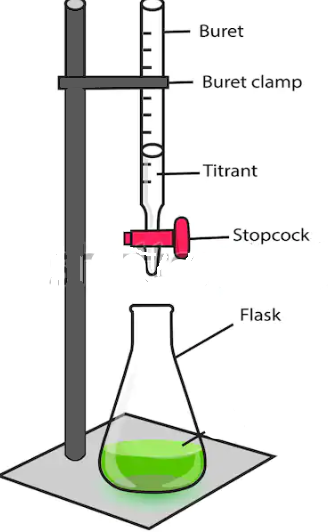 Buret
Buret clamp
Titrant
Stopcock
Flask